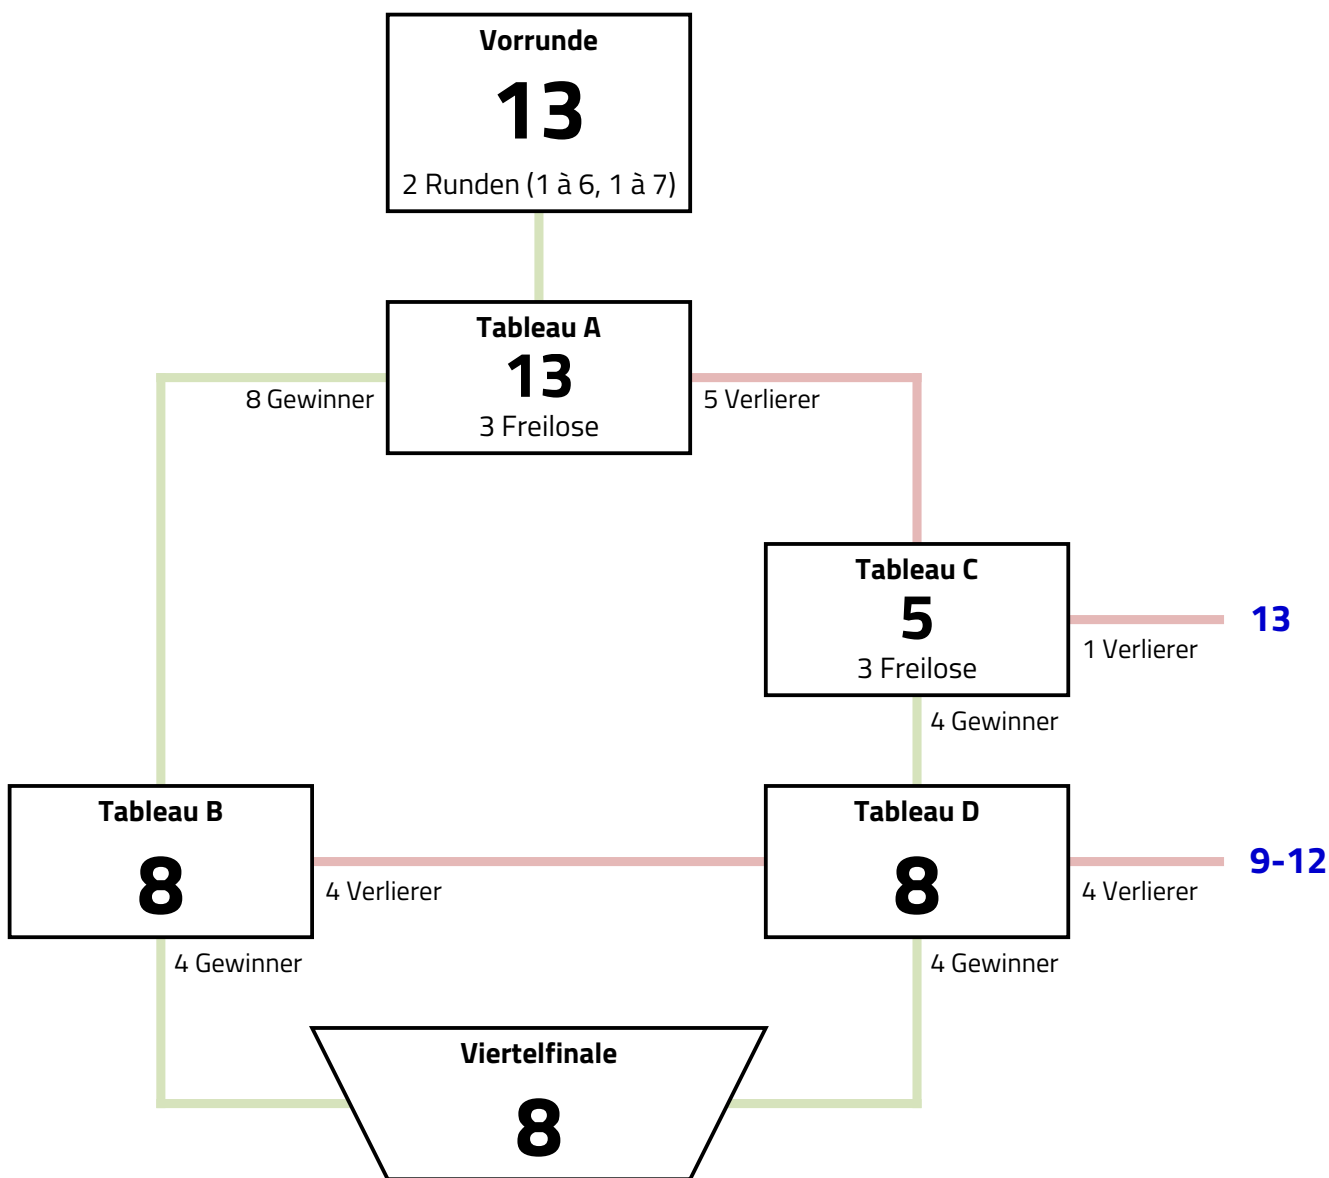 Vorrunde
13
2 Runden (1 à 6, 1 à 7)
Tableau A
13
3 Freilose
8 Gewinner
5 Verlierer
Tableau C
5
3 Freilose
13
1 Verlierer
4 Gewinner
Tableau B
8
4 Verlierer
4 Gewinner
Tableau D
8
9-12
4 Verlierer
4 Gewinner
Viertelfinale
8